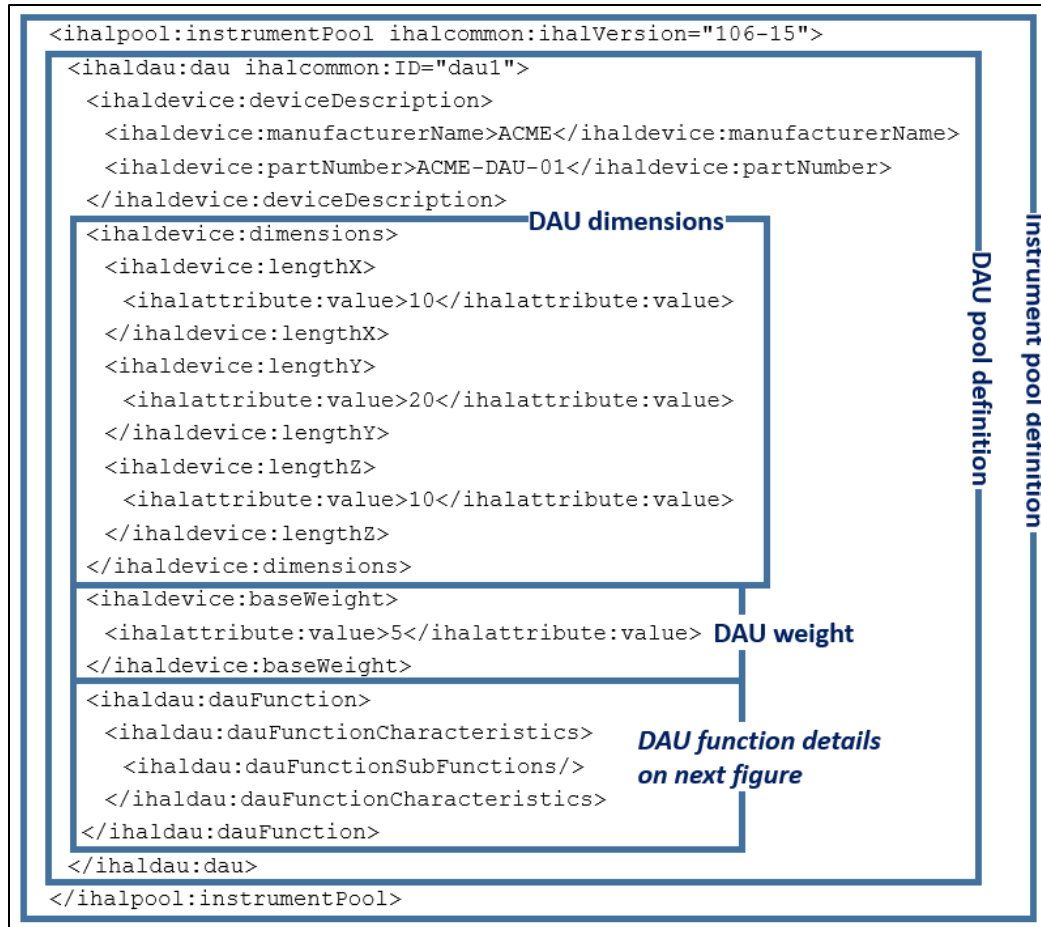 <ihalpool:instrumentPool ihalcommon:ihalVersion="106-15">
<ihaldau:dau ihalcommon:ID="dau1">
<ihaldevice:deviceDescription>
<ihaldevice:manufacturerName>ACME</ihaldevice:manufacturerName>
<ihaldevice:partNumber>ACME-DAU-01</ihaldevice:partNumber>
</ihaldevice:deviceDescription>
DAU dimensions
<ihaldevice:dimensions>
<ihaldevice:lengthX>
<ihalattribute:value>10</ihalattribute:value>
</ihaldevice:lengthX>
<ihaldevice:lengthY>
<ihalattribute:value>20</ihalattribute:value>
</ihaldevice:lengthY>
<ihaldevice:lengthZ>
<ihalattribute:value>10</ihalattribute:value>
</ihaldevice:lengthZ>
</ihaldevice:dimensions>
<ihaldevice:baseWeight>
<ihalattribute:value>5</ihalattribute:value> DAU weight
</ihaldevice:baseWeight>
<ihaldau:dauFunction>
<ihaldau:dauFunctionCharacteristics>
<ihaldau:dauFunctionSubFunctions/>
</ihaldau:dauFunctionCharacteristics>
</ihaldau:dauFunction>
DAU function details
on next figure
</ihaldau:dau>
</ihalpool:instrumentPool>
DAU pool definition
Instrument pool definition